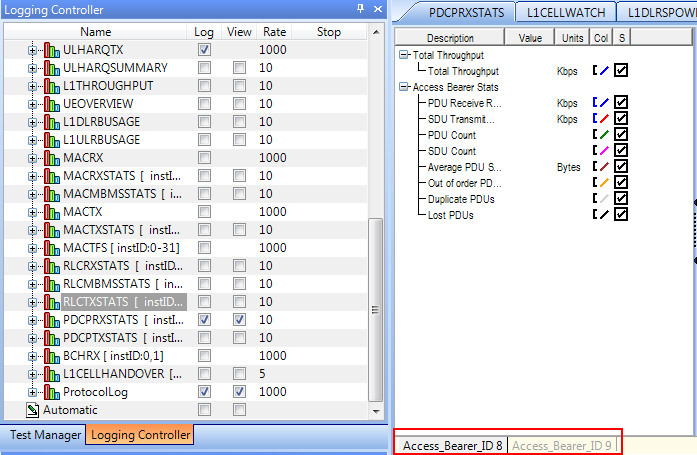 Logging Controller
Name Log View Rate Stop
ULHARQTX 1000
ULHARQSUMMARY 10
L1THROUGHPUT 10
UEOVERVIEW 10
L1DLRBUSAGE 10
L1ULRBUSAGE 10
MACRX 1000
MACRXSTATS [ instI... 10
MACMBMSSTATS [ i... 10
MACTX 1000
MACTXSTATS [ insti... 10
MACTFS [ instID:0-31] 1000
RLCRXSTATS [ instID... 10
RLCMBMSSTATS [ in... 10
RLCTXSTATS [ instID... 10
PDCPRXSTATS [ inst... 10
PDCPTXSTATS [ inst... 10
BCHRX [ instID:0,1] 1000
L1CELLHANDOVER [... 5
ProtocolLog 1000
Automatic
Test Manager Logging Controller
PDCPRXSTATS L1CELLWATCH L1DLRSPOW
Description Value Units Col S
Total Throughput
Total Throughput Kbps
Access Bearer Stats
PDU Receive R... Kbps
SDU Transmit... Kbps
PDU Count
SDU Count
Average PDU S... Bytes
Out of order PD...
Duplicate PDUs
Lost PDUs
Access_Bearer_ID 8 Access_Bearer_ID 9